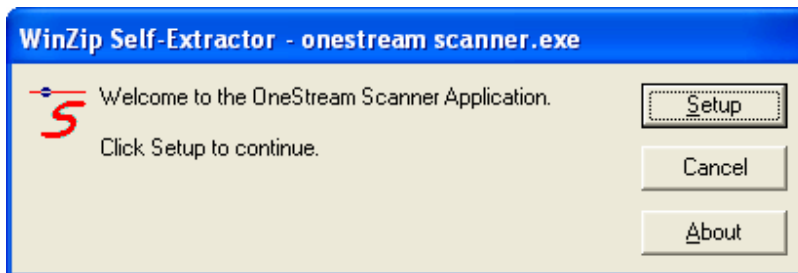 WinZip Self-Extractor - onestream scanner.exe
Welcome to the OneStream Scanner Application.
Click Setup to continue.
Setup
Cancel
About